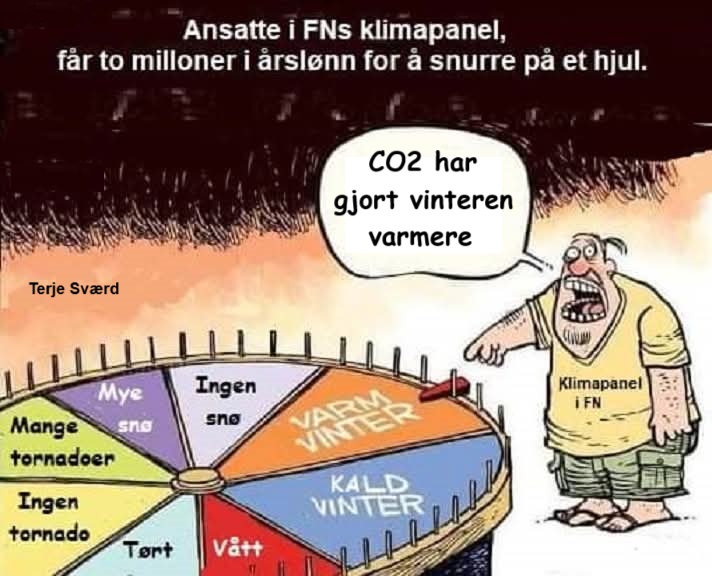 Ansatte i FNs klimapanel,
får to milloner i årslønn for å snurre på et hjul.
CO2 har
gjort vinteren
varmere
Terje Sværd
Mye
snø
Ingen
snø
VARM
VINTER
Klimapanel
i FN
Mange
tornadoer
KALD
VINTER
Ingen
tornado
Tørt
Vått